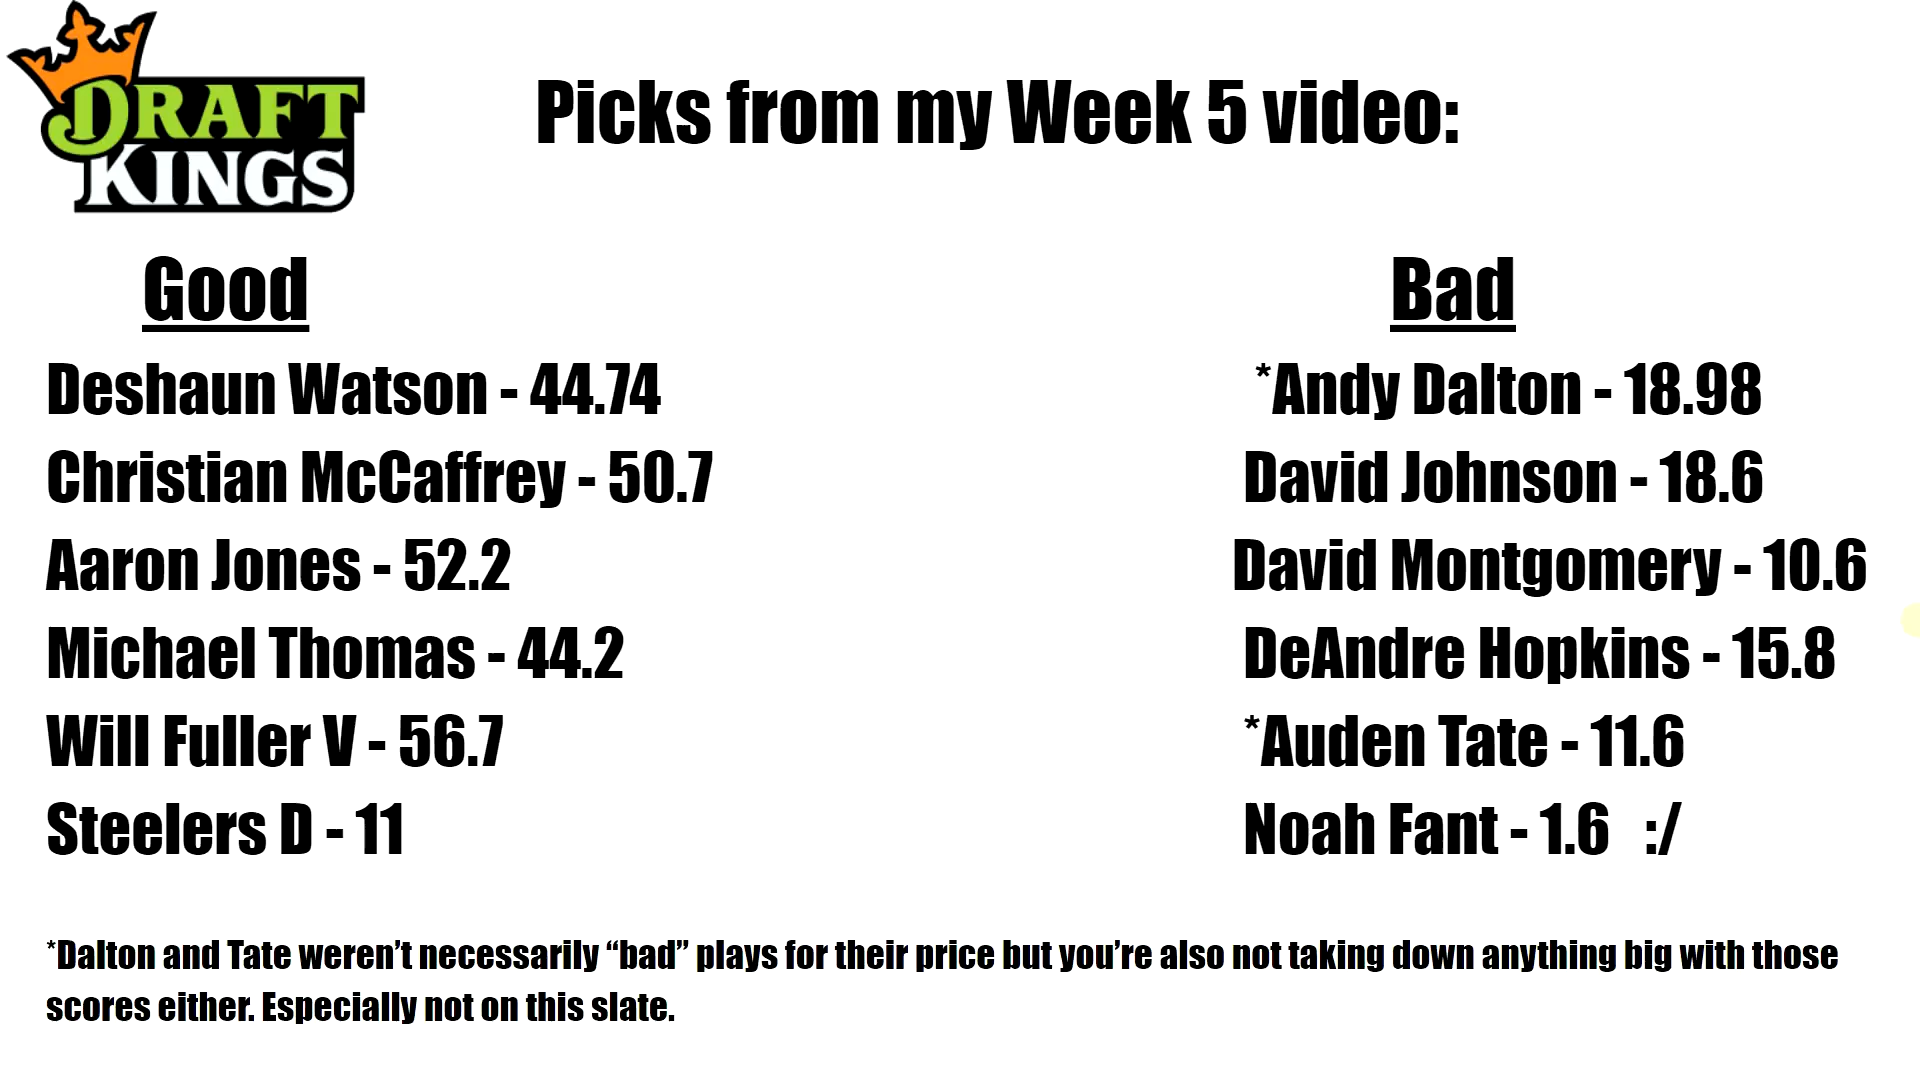 DRAFT
KINGS
Picks from my Week 5 video:
Good
Deshaun Watson - 44.74
Christian McCaffrey - 50.7
Aaron Jones - 52.2
Michael Thomas - 44.2
Will Fuller V - 56.7
Steelers D - 11
Bad
*Andy Dalton - 18.98
David Johnson - 18.6
David Montgomery - 10.6
DeAndre Hopkins - 15.8
*Auden Tate - 11.6
Noah Fant - 1.6 :/
*Dalton and Tate weren’t necessarily “bad” plays for their price but you’re also not taking down anything big with those
scores either. Especially not on this slate.